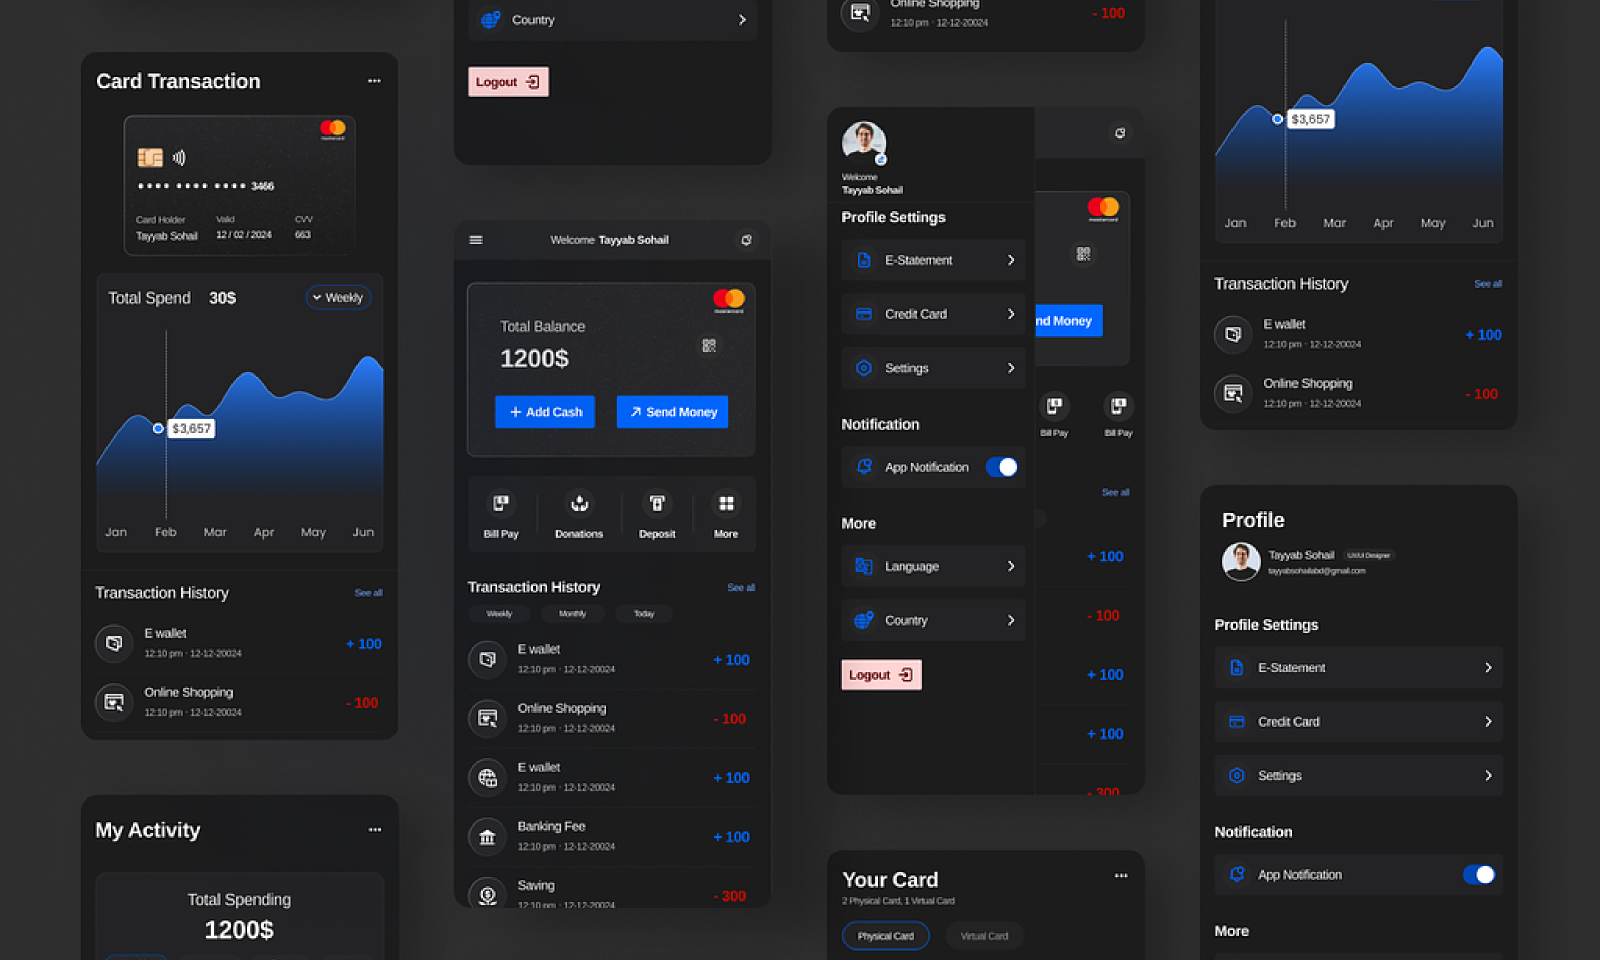 Card Transaction
mastercard
•••• •••• •••• 3466
Card Holder Valid CVV
Tayyab Sohail 12 / 02 / 2024 663
Total Spend 30$ Weekly
$3,657
Jan Feb Mar Apr May Jun
Transaction History See all
E wallet
12:10 pm · 12-12-20024
+ 100
Online Shopping
12:10 pm · 12-12-20024
- 100
My Activity
Total Spending
1200$
Country
Logout
Welcome Tayyab Sohail
mastercard
Total Balance
1200$
+ Add Cash
Send Money
Bill Pay Donations Deposit More
Transaction History See all
Weekly Monthly Today
E wallet
12:10 pm · 12-12-20024
+ 100
Online Shopping
12:10 pm · 12-12-20024
- 100
E wallet
12:10 pm · 12-12-20024
+ 100
Banking Fee
12:10 pm · 12-12-20024
+ 100
Saving
12:10 pm · 12-12-20024
- 300
Online Shopping
12:10 pm · 12-12-20024
- 100
Welcome
Tayyab Sohail
Profile Settings
E-Statement
Credit Card
Settings
Notification
App Notification
More
Language
Country
Logout
mastercard
nd Money
Bill Pay Bill Pay
See all
+ 100
- 100
+ 100
+ 100
- 300
Your Card
2 Physical Card, 1 Virtual Card
Physical Card Virtual Card
$3,657
Jan Feb Mar Apr May Jun
Transaction History See all
E wallet
12:10 pm · 12-12-20024
+ 100
Online Shopping
12:10 pm · 12-12-20024
- 100
Profile
Tayyab Sohail UX/UI Designer
tayyabsohailabd@gmail.com
Profile Settings
E-Statement
Credit Card
Settings
Notification
App Notification
More